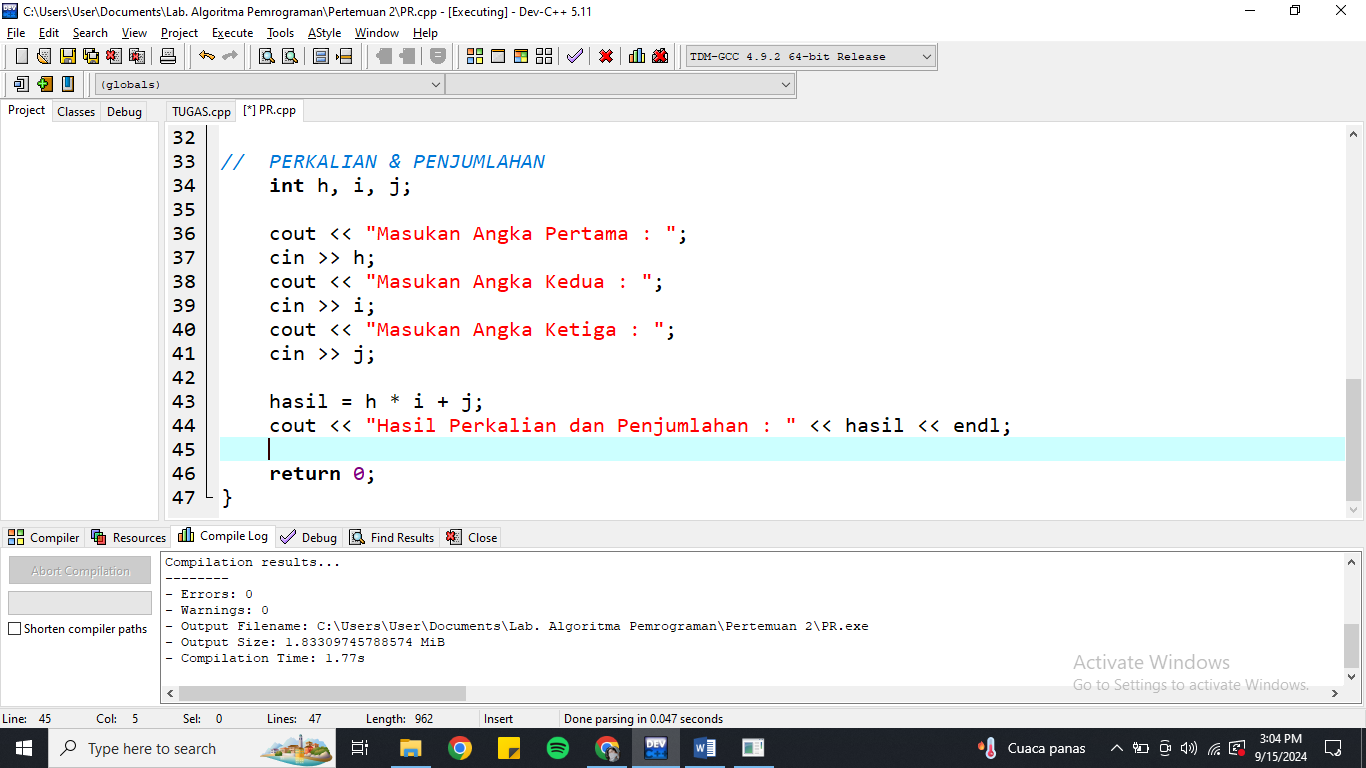 C:\Users\User\Documents\Lab. Algoritma Pemrograman\Pertemuan 2\PR.cpp - [Executing] - Dev-C++ 5.11
File Edit Search View Project Execute Tools AStyle Window Help
TDM-GCC 4.9.2 64-bit Release
(globals)
Project Classes Debug TUGAS.cpp [*] PR.cpp
32
33 // PERKALIAN & PENJUMLAHAN
34 int h, i, j;
35
36 cout << "Masukan Angka Pertama : ";
37 cin >> h;
38 cout << "Masukan Angka Kedua : ";
39 cin >> i;
40 cout << "Masukan Angka Ketiga : ";
41 cin >> j;
42
43 hasil = h * i + j;
44 cout << "Hasil Perkalian dan Penjumlahan : " << hasil << endl;
45
46 return 0;
47 }
Compiler Resources Compile Log Debug Find Results Close
Abort Compilation
Shorten compiler paths
Compilation results...
--------
- Errors: 0
- Warnings: 0
- Output Filename: C:\Users\User\Documents\Lab. Algoritma Pemrograman\Pertemuan 2\PR.exe
- Output Size: 1.83309745788574 MiB
- Compilation Time: 1.77s
Activate Windows
Go to Settings to activate Windows.
Line: 45 Col: 5 Sel: 0 Lines: 47 Length: 962 Insert Done parsing in 0.047 seconds
Type here to search
DEV
Cuaca panas
3:04 PM
9/15/2024